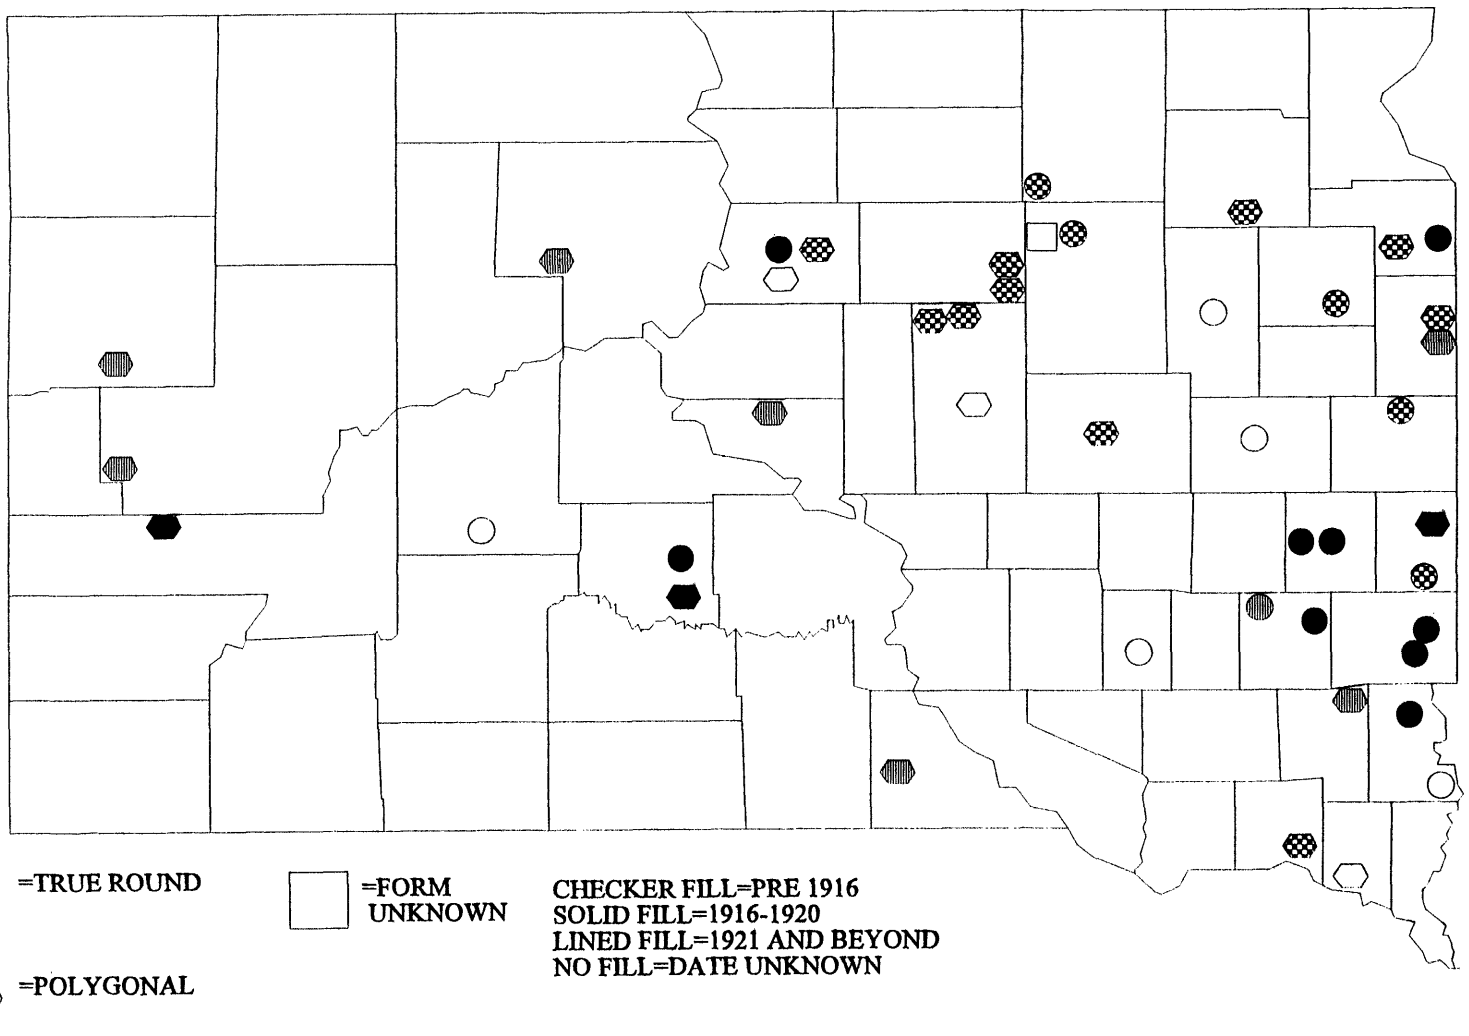 =TRUE ROUND
=POLYGONAL
=FORM
UNKNOWN
CHECKER FILL=PRE 1916
SOLID FILL=1916-1920
LINED FILL=1921 AND BEYOND
NO FILL=DATE UNKNOWN